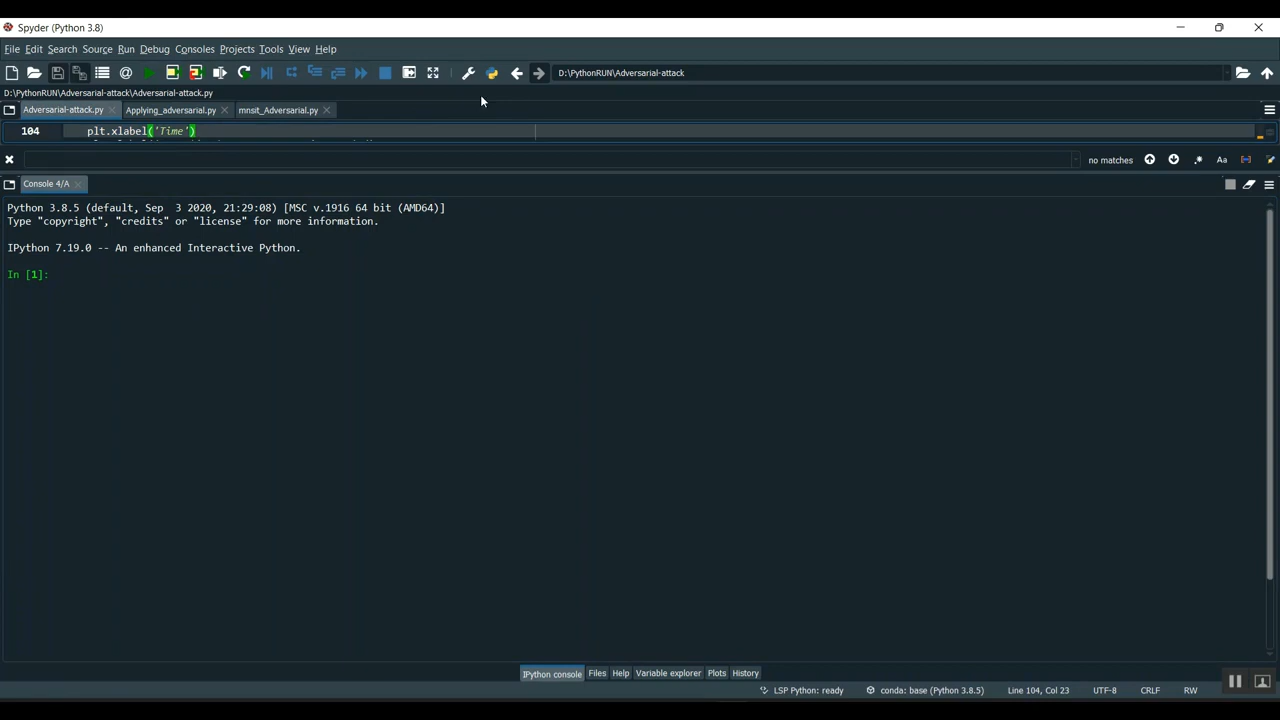 Spyder (Python 3.8)
File Edit Search Source Run Debug Consoles Projects Tools View Help
D:\PythonRUN\Adversarial-attack
D:\PythonRUN\Adversarial-attack\Adversarial-attack.py
Adversarial-attack.py Applying_adversarial.py mnsit_Adversarial.py
104 plt.xlabel('Time')
no matches .* Aa
Console 4/A
Python 3.8.5 (default, Sep 3 2020, 21:29:08) [MSC v.1916 64 bit (AMD64)]
Type "copyright", "credits" or "license" for more information.
IPython 7.19.0 -- An enhanced Interactive Python.
In [1]:
IPython console Files Help Variable explorer Plots History
LSP Python: ready conda: base (Python 3.8.5) Line 104, Col 23 UTF-8 CRLF RW